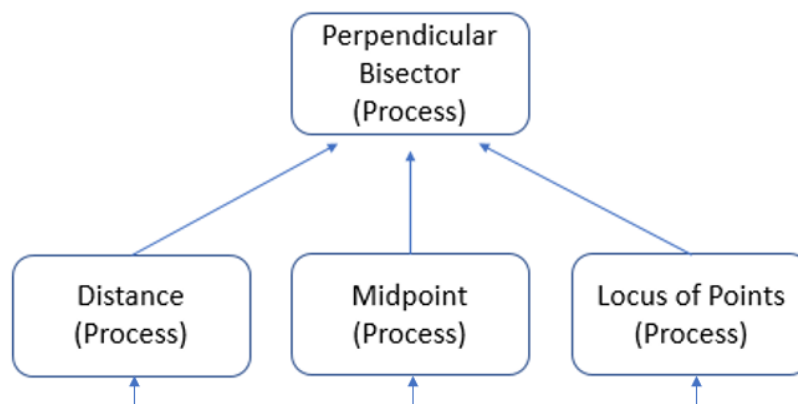 Perpendicular
Bisector
(Process)
Distance
(Process)
Midpoint
(Process)
Locus of Points
(Process)